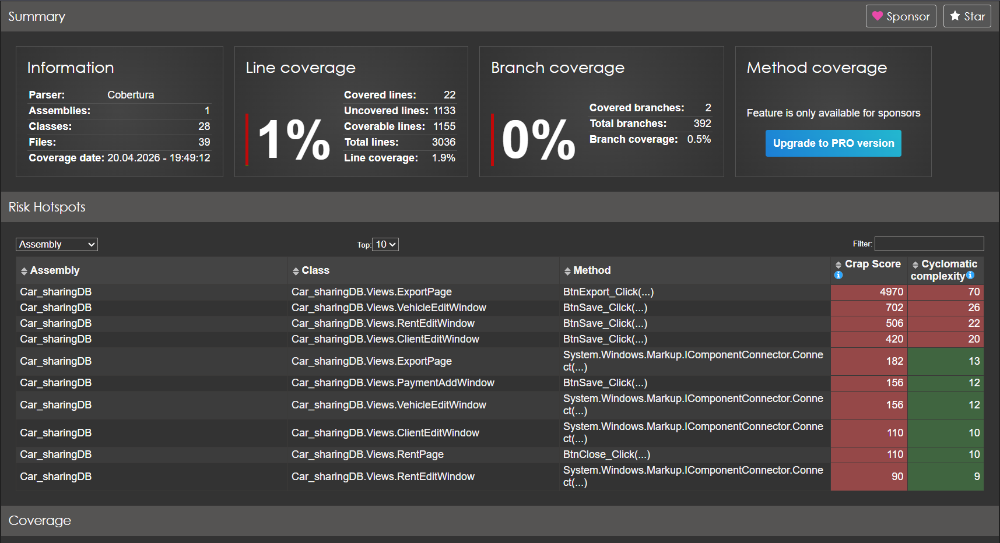 Summary
Sponsor
Star
Information
Parser: Cobertura
Assemblies: 1
Classes: 28
Files: 39
Coverage date: 20.04.2026 - 19:49:12
Line coverage
1%
Covered lines: 22
Uncovered lines: 1133
Coverable lines: 1155
Total lines: 3036
Line coverage: 1.9%
Branch coverage
0%
Covered branches: 2
Total branches: 392
Branch coverage: 0.5%
Method coverage
Feature is only available for sponsors
Upgrade to PRO version
Risk Hotspots
Assembly
Top: 10
Filter:
Assembly Class Method Crap Score Cyclomatic
complexity
Car_sharingDB Car_sharingDB.Views.ExportPage BtnExport_Click(...) 4970 70
Car_sharingDB Car_sharingDB.Views.VehicleEditWindow BtnSave_Click(...) 702 26
Car_sharingDB Car_sharingDB.Views.RentEditWindow BtnSave_Click(...) 506 22
Car_sharingDB Car_sharingDB.Views.ClientEditWindow BtnSave_Click(...) 420 20
Car_sharingDB Car_sharingDB.Views.ExportPage System.Windows.Markup.IComponentConnector.Conne
ct(...) 182 13
Car_sharingDB Car_sharingDB.Views.PaymentAddWindow BtnSave_Click(...) 156 12
Car_sharingDB Car_sharingDB.Views.VehicleEditWindow System.Windows.Markup.IComponentConnector.Conne
ct(...) 156 12
Car_sharingDB Car_sharingDB.Views.ClientEditWindow System.Windows.Markup.IComponentConnector.Conne
ct(...) 110 10
Car_sharingDB Car_sharingDB.Views.RentPage BtnClose_Click(...) 110 10
Car_sharingDB Car_sharingDB.Views.RentEditWindow System.Windows.Markup.IComponentConnector.Conne
ct(...) 90 9
Coverage